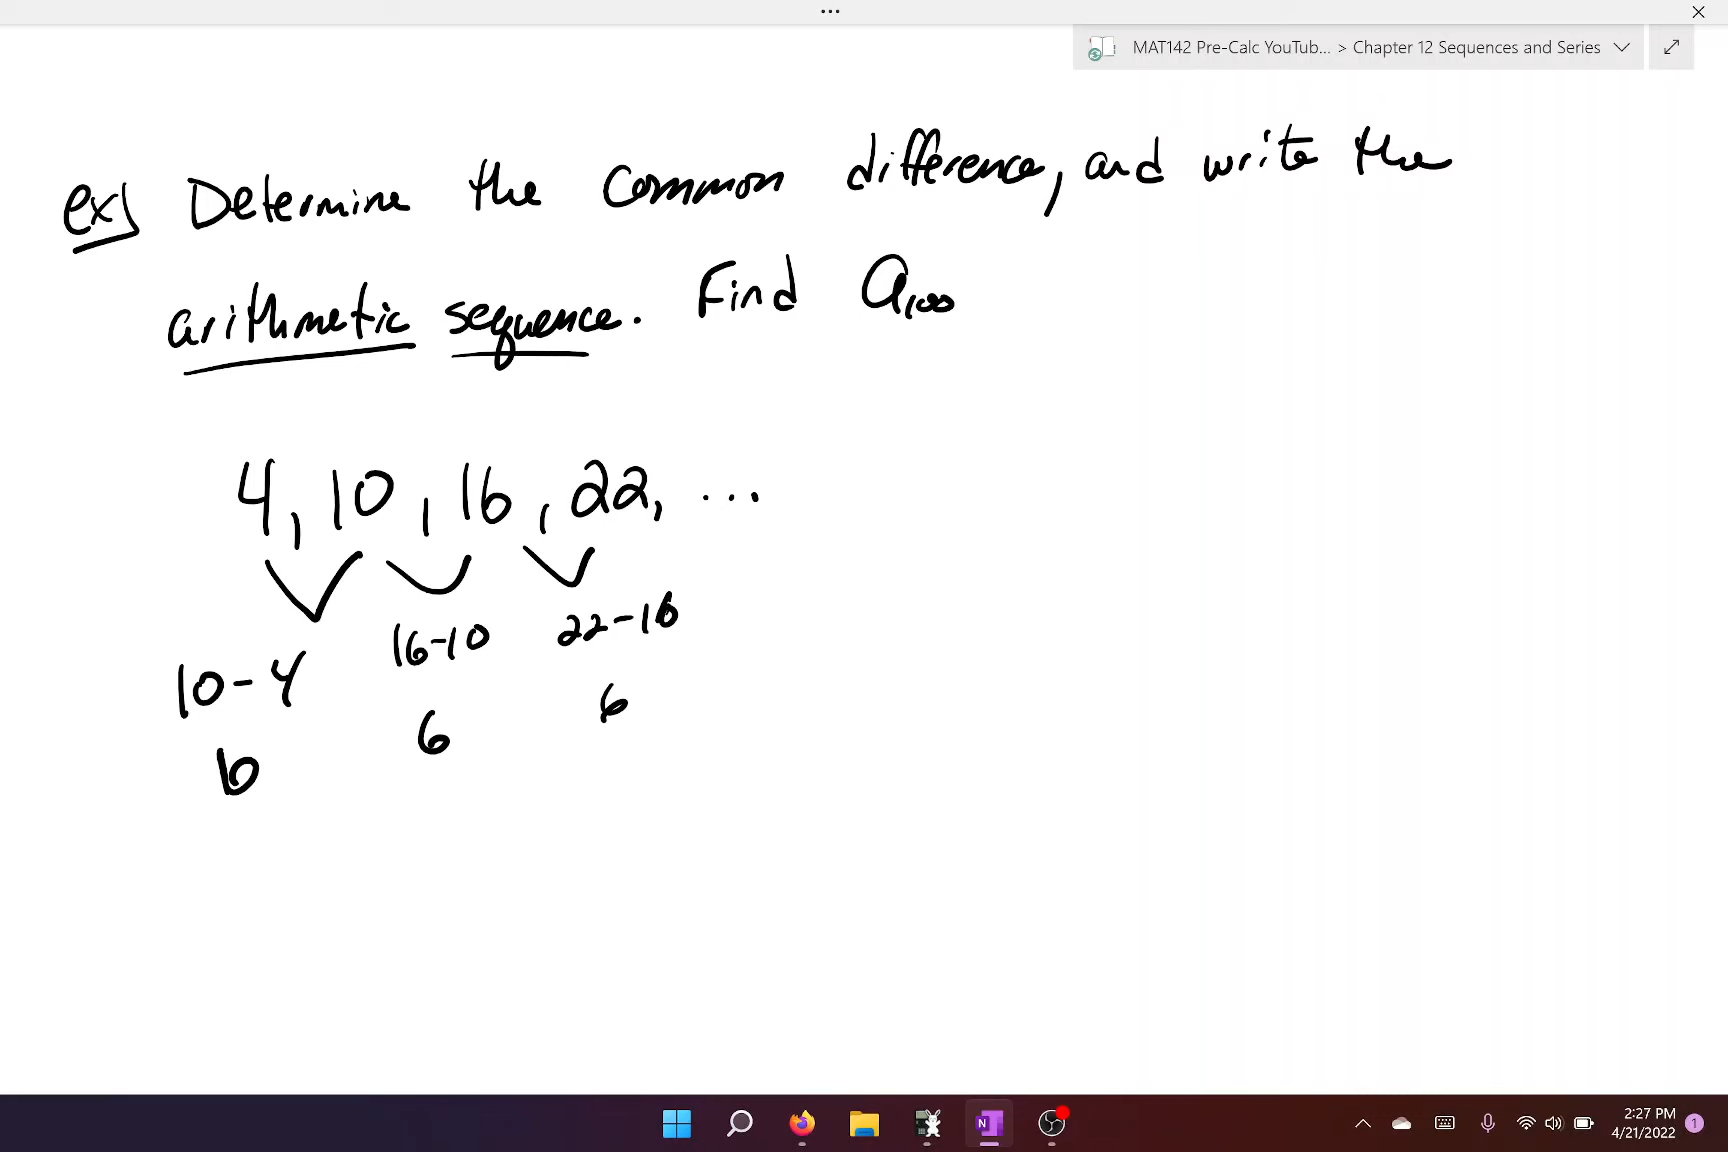 ...
MAT142 Pre-Calc YouTub... > Chapter 12 Sequences and Series
ex) Determine the common difference, and write the
arithmetic sequence. Find a₁₀₀
4, 10, 16, 22, ...
10-4 16-10 22-16
6 6 6
2:27 PM
4/21/2022
1